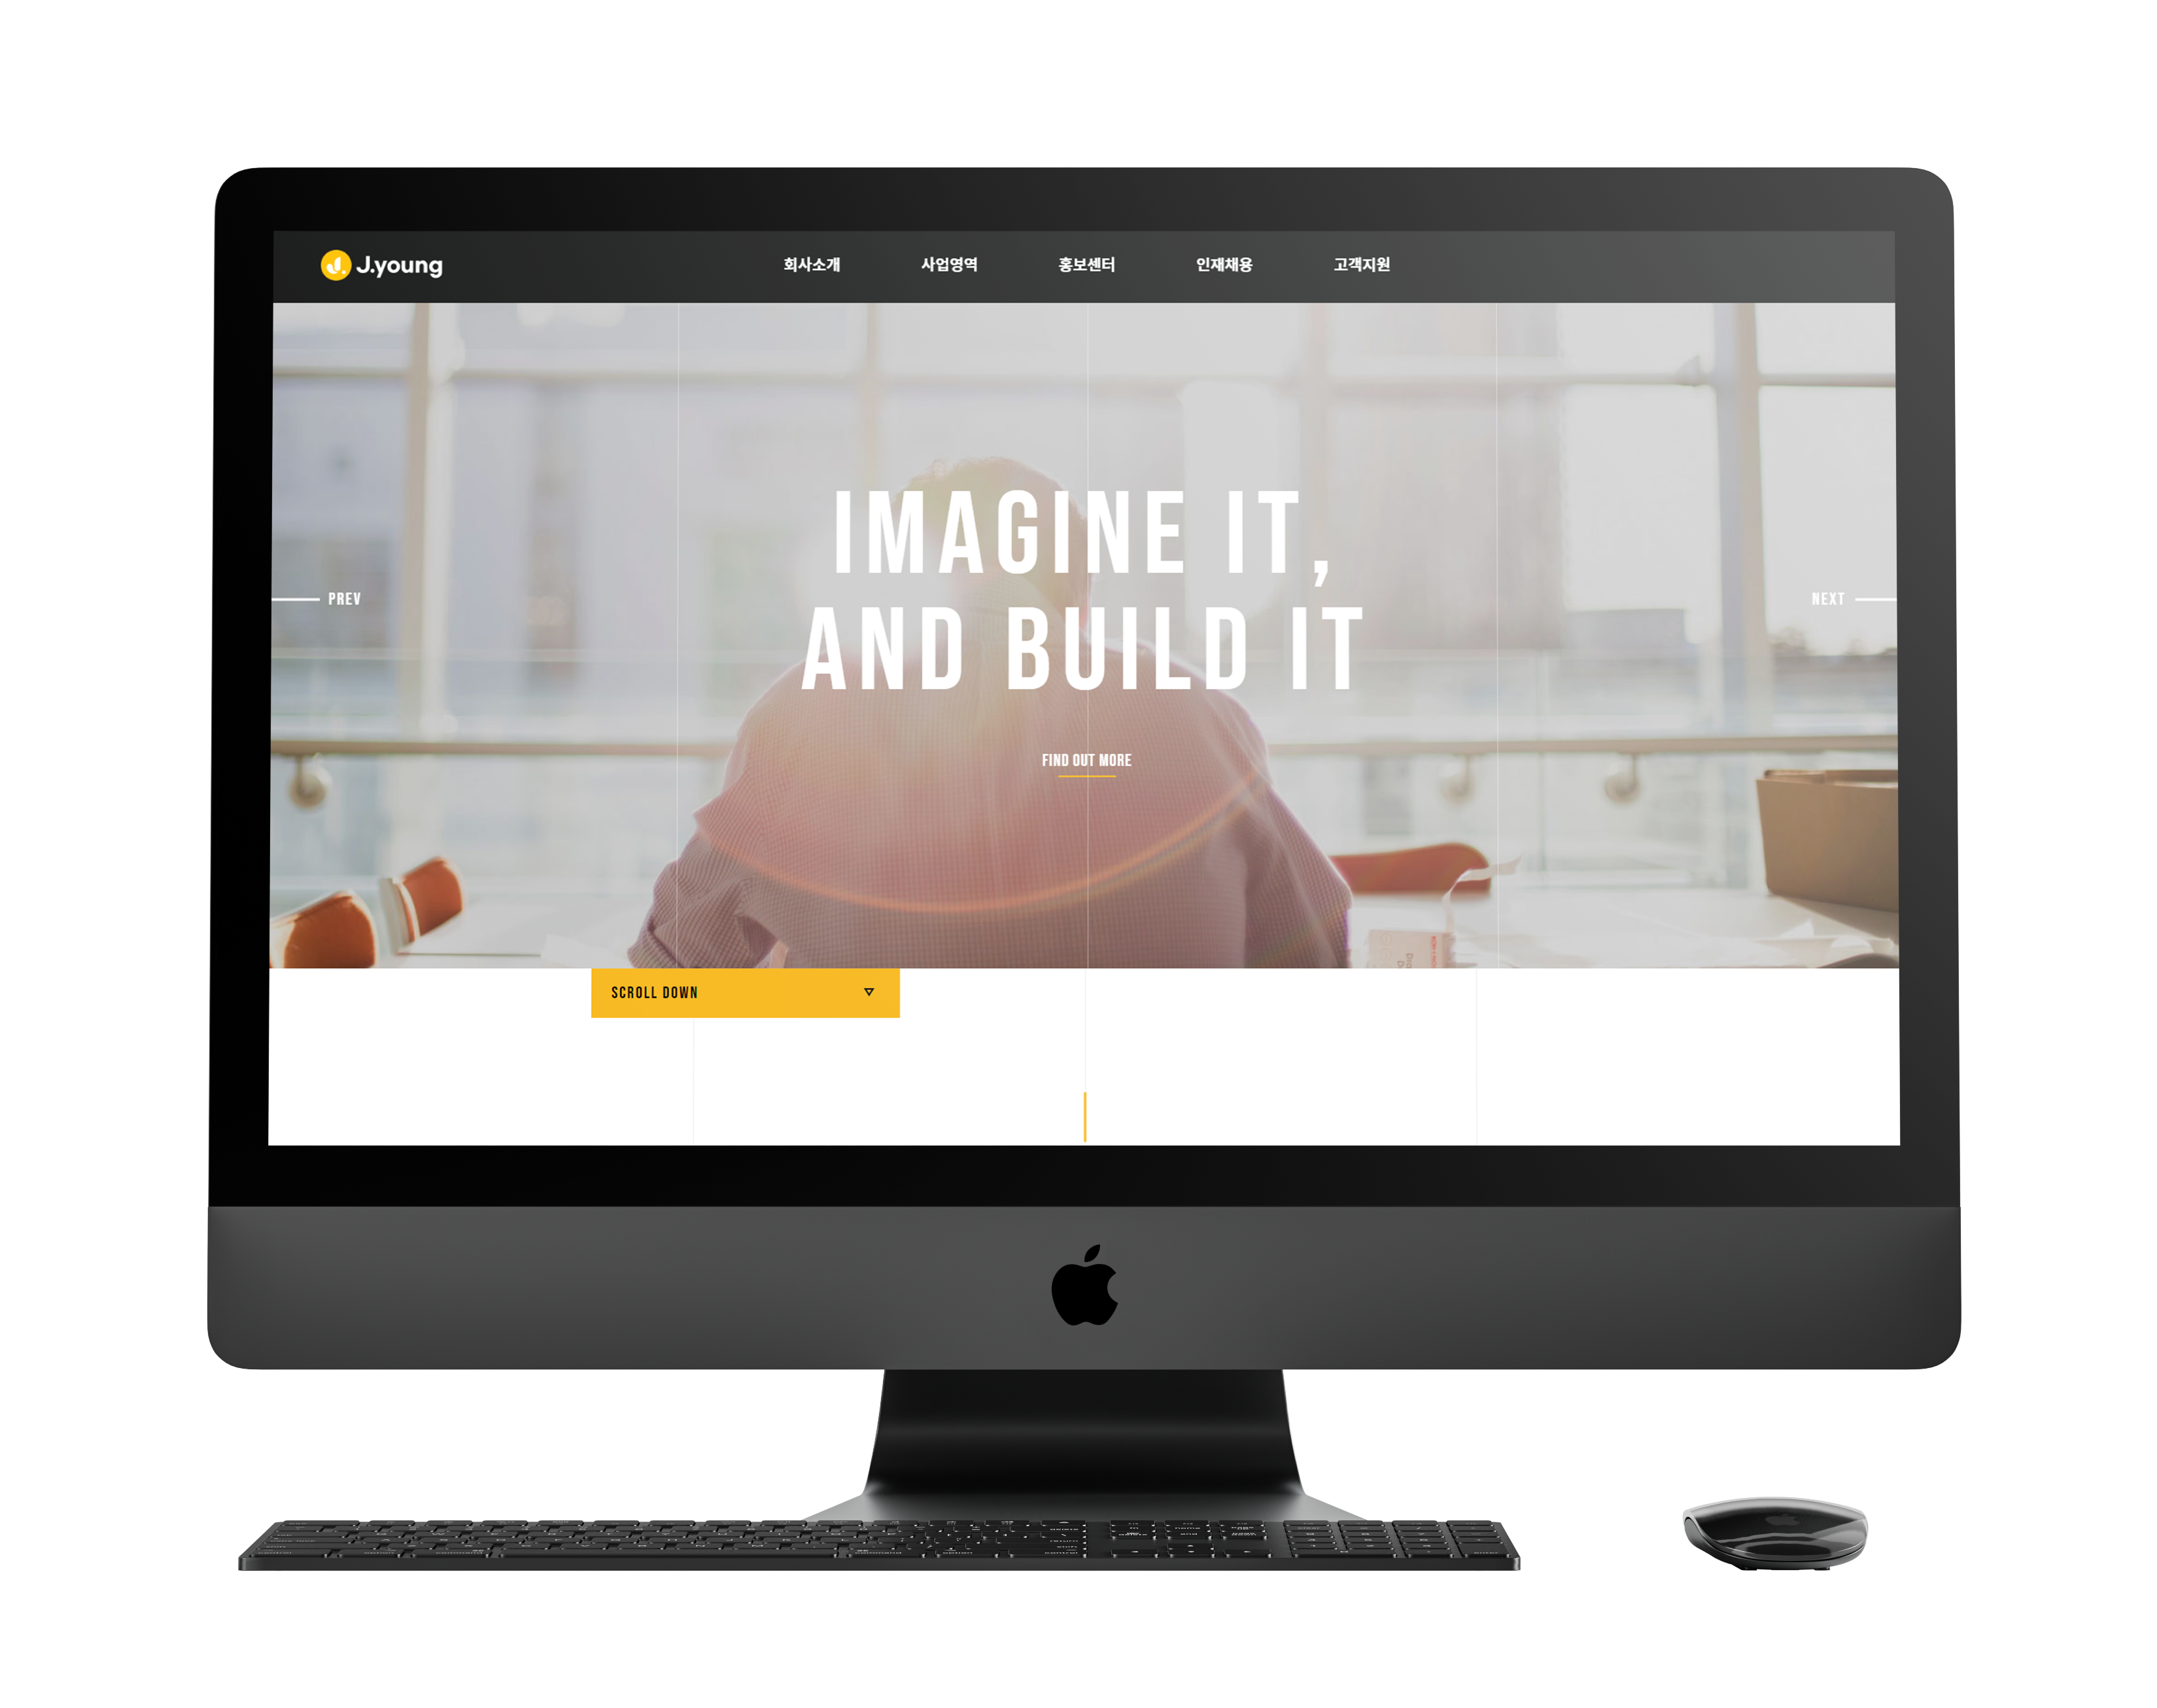 J.young
회사소개 사업영역 홍보센터 인재채용 고객지원
IMAGINE IT,
AND BUILD IT
PREV
NEXT
FIND OUT MORE
SCROLL DOWN